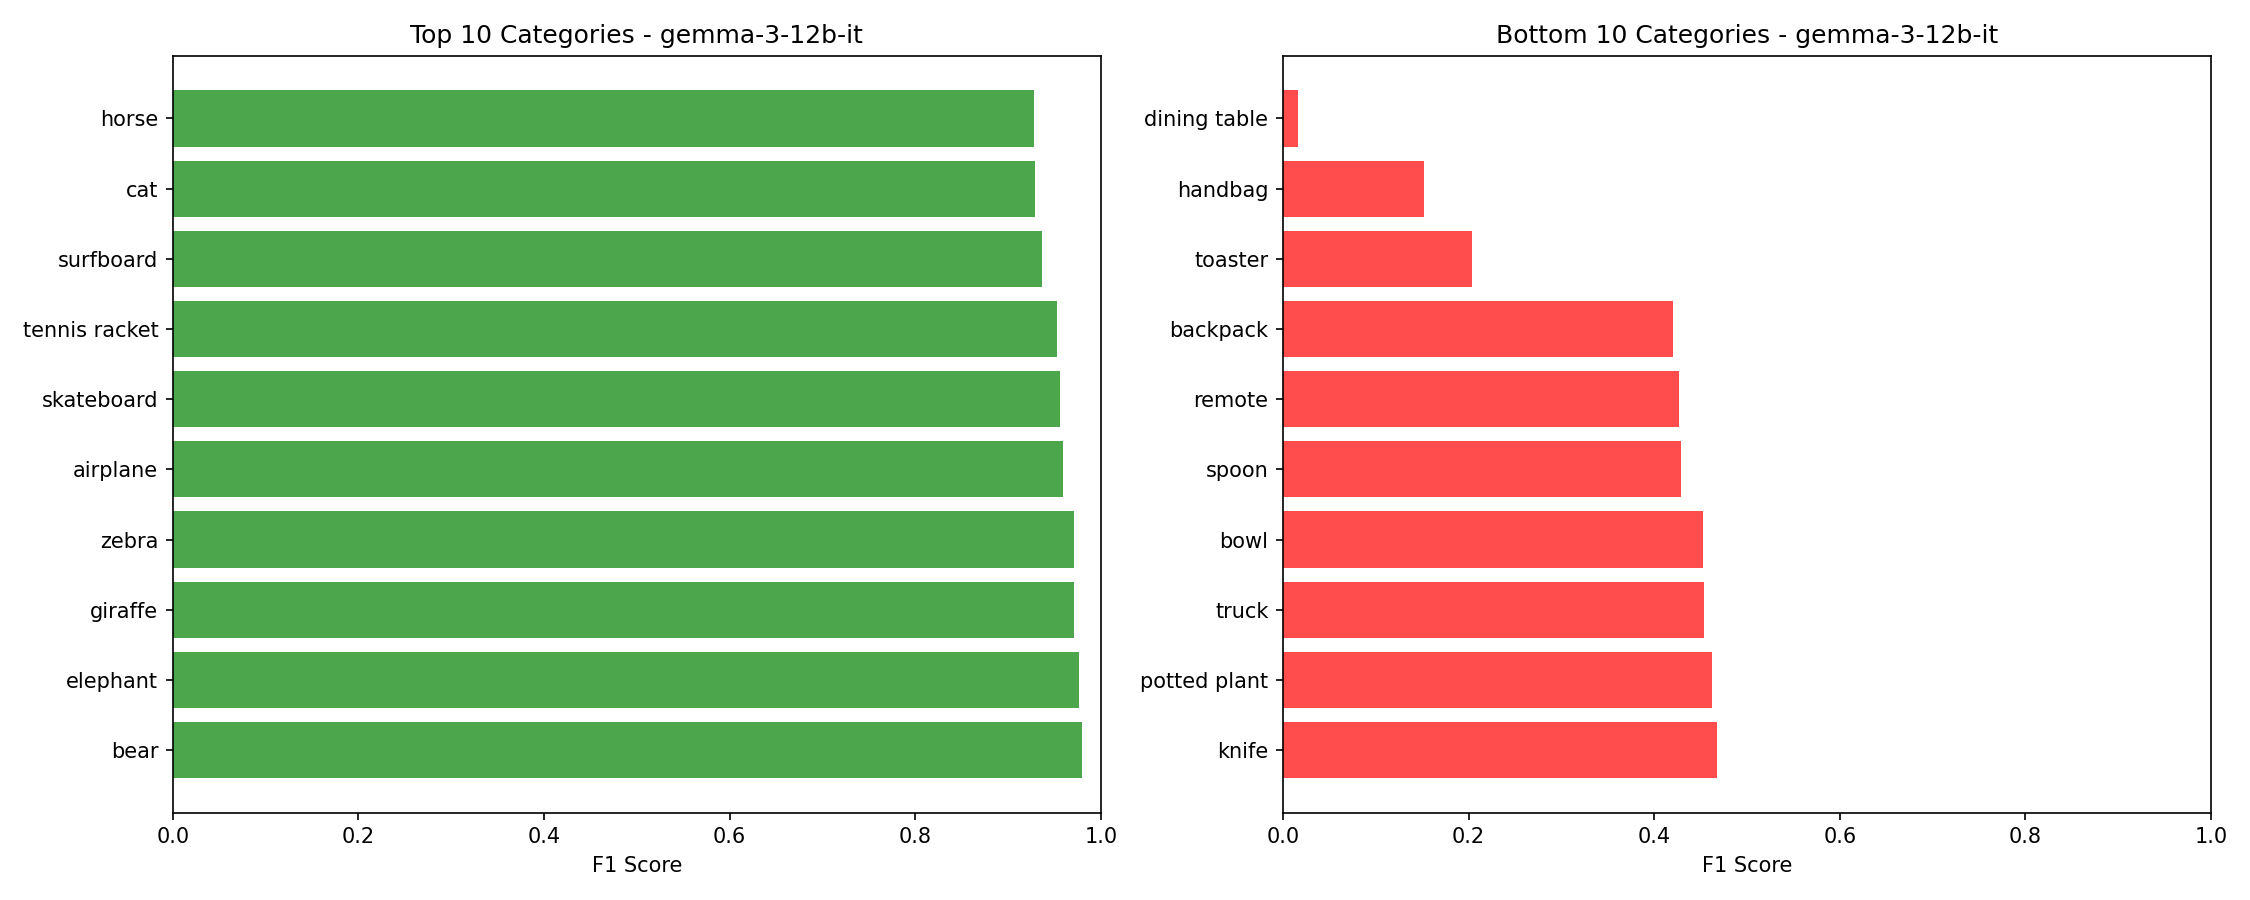 Top 10 Categories - gemma-3-12b-it
horse
cat
surfboard
tennis racket
skateboard
airplane
zebra
giraffe
elephant
bear
0.0 0.2 0.4 0.6 0.8 1.0
F1 Score
Bottom 10 Categories - gemma-3-12b-it
dining table
handbag
toaster
backpack
remote
spoon
bowl
truck
potted plant
knife
0.0 0.2 0.4 0.6 0.8 1.0
F1 Score